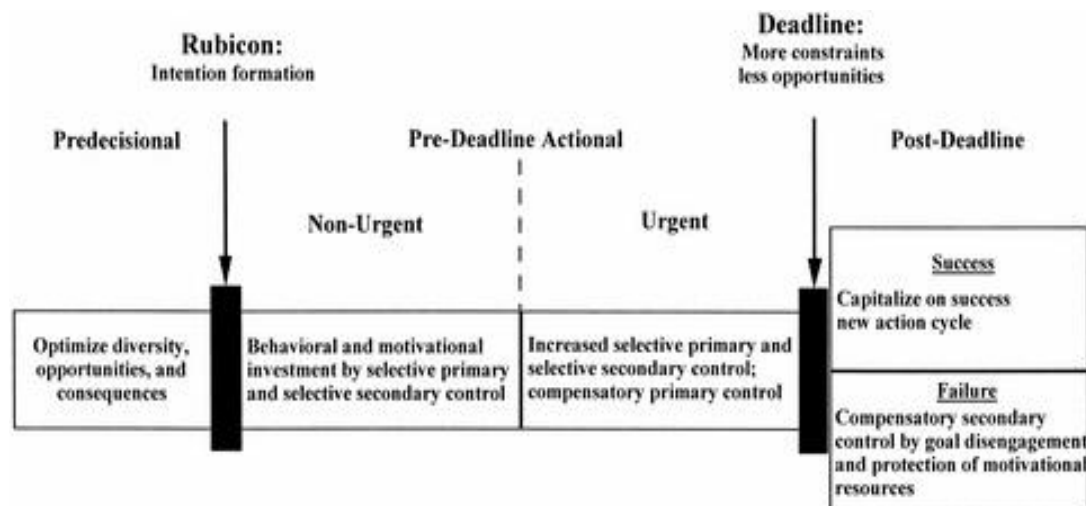 Rubicon:
Intention formation
Deadline:
More constraints
less opportunities
Predecisional
Pre-Deadline Actional
Post-Deadline
Non-Urgent
Urgent
Optimize diversity,
opportunities, and
consequences
Behavioral and motivational
investment by selective primary
and selective secondary control
Increased selective primary and
selective secondary control;
compensatory primary control
Success
Capitalize on success
new action cycle
Failure
Compensatory secondary
control by goal disengagement
and protection of motivational
resources